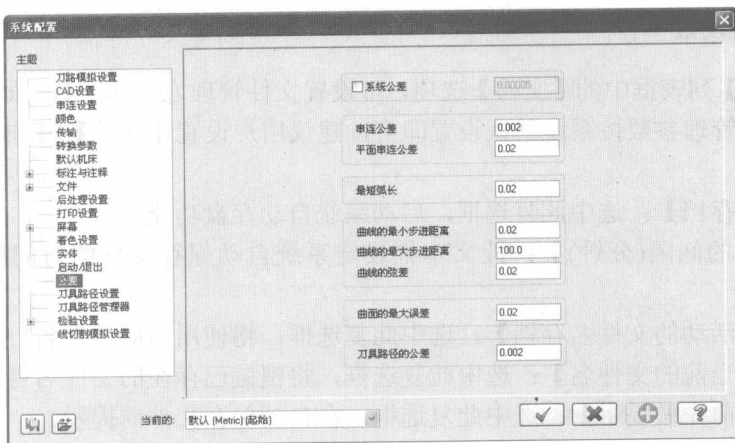 系统配置
主题
刀路模拟设置
CAD设置
串连设置
颜色
传输
转换参数
默认机床
标注与注释
文件
后处理设置
打印设置
屏幕
着色设置
实体
启动/退出
公差
刀具路径设置
刀具路径管理器
检验设置
线切割模拟设置
系统公差 0.00005
串连公差 0.002
平面串连公差 0.02
最短弧长 0.02
曲线的最小步进距离 0.02
曲线的最大步进距离 100.0
曲线的弦差 0.02
曲面的最大误差 0.02
刀具路径的公差 0.002
当前的: 默认 (Metric) (起始)